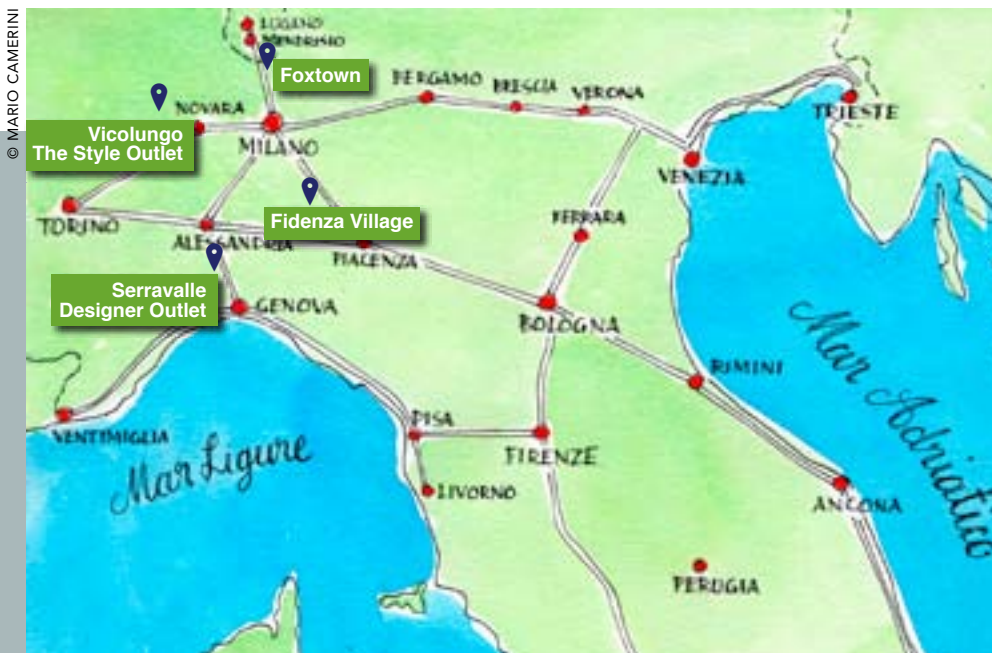 © MARIO CAMERINI
LUGANO
MENDRISIO
Foxtown
BERGAMO
BRESCIA
VERONA
NOVARA
TRIESTE
Vicolungo
The Style Outlet
MILANO
VENEZIA
TORINO
FERRARA
Fidenza Village
ALESSANDRIA
PIACENZA
Serravalle
Designer Outlet
GENOVA
BOLOGNA
Mar Adriatico
RIMINI
PISA
VENTIMIGLIA
FIRENZE
Mar Ligure
LIVORNO
ANCONA
PERUGIA